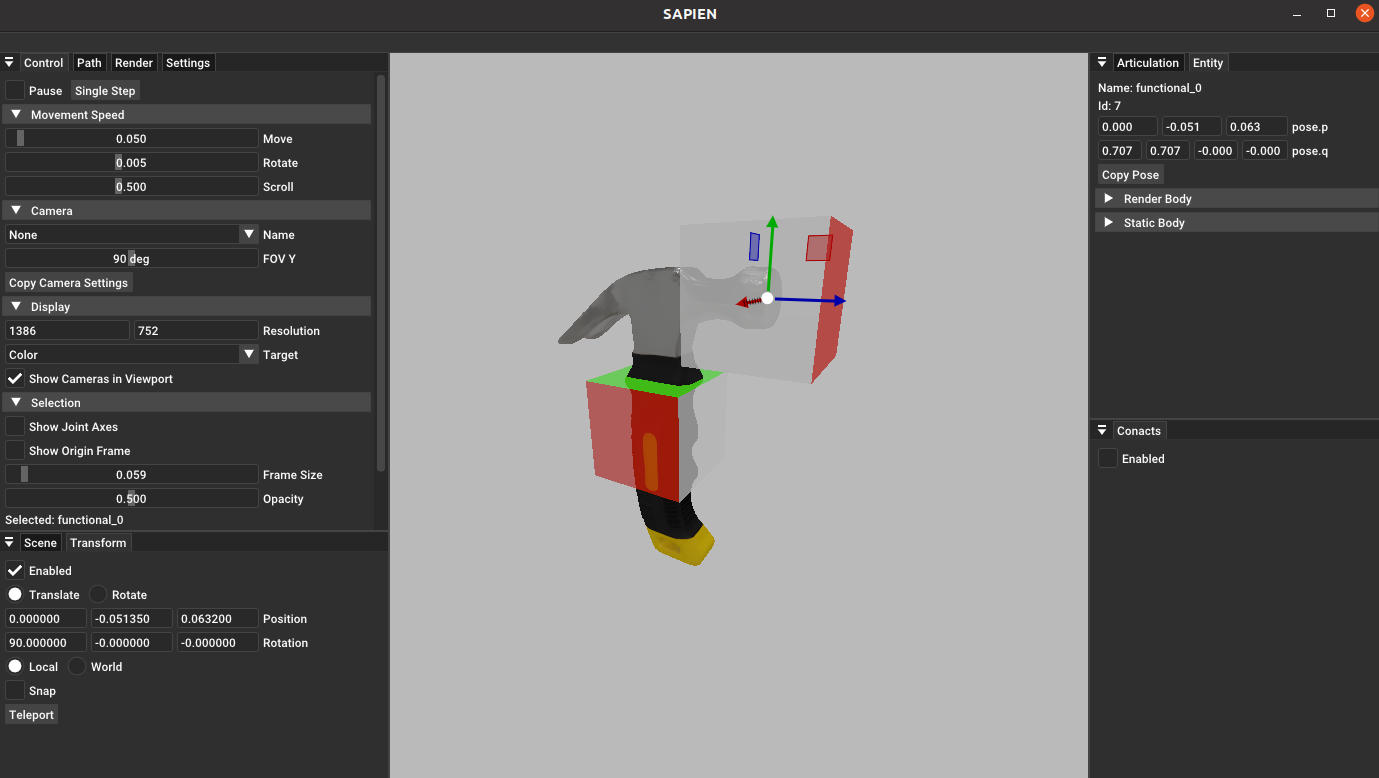 SAPIEN
Control Path Render Settings
Pause Single Step
Movement Speed
0.050 Move
0.005 Rotate
0.500 Scroll
Camera
None Name
90 deg FOV Y
Copy Camera Settings
Display
1386 752 Resolution
Color Target
Show Cameras in Viewport
Selection
Show Joint Axes
Show Origin Frame
0.059 Frame Size
0.500 Opacity
Selected: functional_0
Scene Transform
Enabled
Translate Rotate
0.000000 -0.051350 0.063200 Position
90.000000 -0.000000 -0.000000 Rotation
Local World
Snap
Teleport
Articulation Entity
Name: functional_0
Id: 7
0.000 -0.051 0.063 pose.p
0.707 0.707 -0.000 -0.000 pose.q
Copy Pose
Render Body
Static Body
Conacts
Enabled